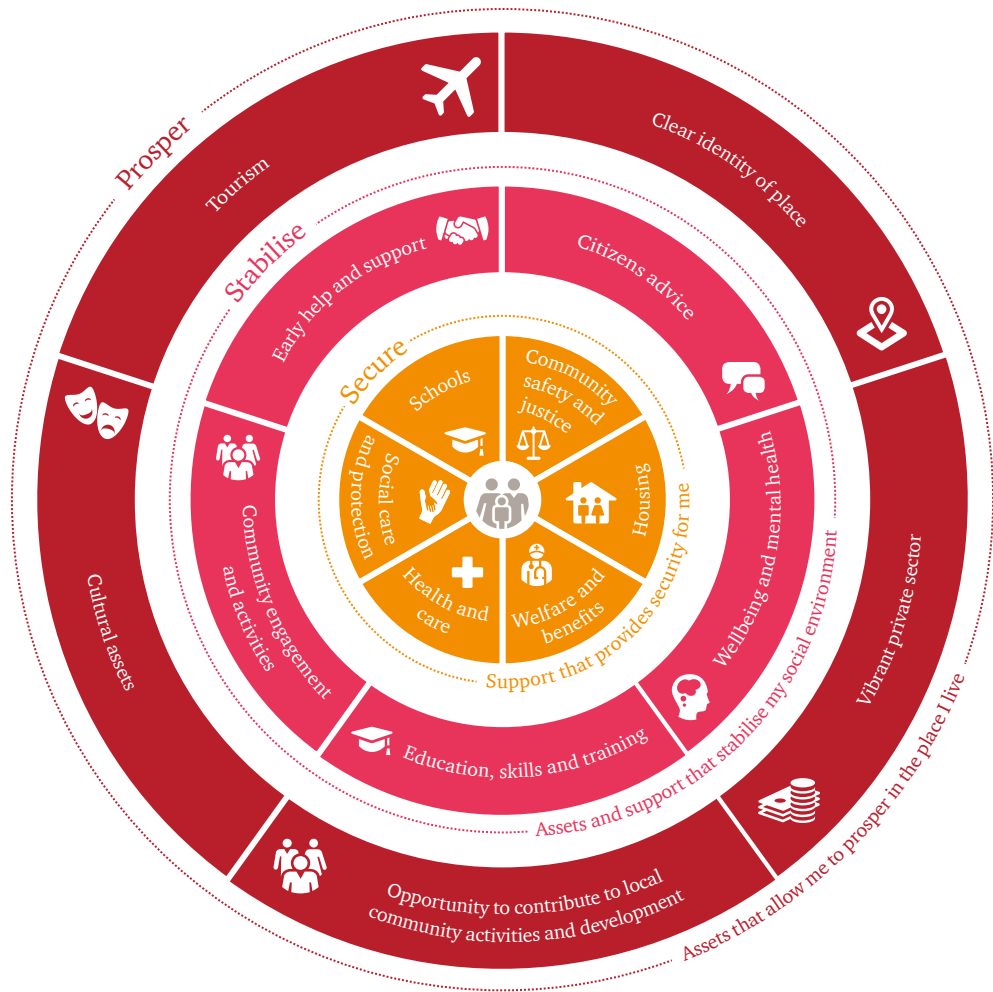 Prosper
Tourism
Clear identity of place
Vibrant private sector
Opportunity to contribute to local
community activities and development
Cultural assets
Assets that allow me to prosper in the place I live
Stabilise
Early help and support
Citizens advice
Wellbeing and mental health
Education, skills and training
Community engagement
and activities
Assets and support that stabilise my social environment
Secure
Schools
Community
safety and
justice
Housing
Welfare and
benefits
Health and
care
Social care
and protection
Support that provides security for me